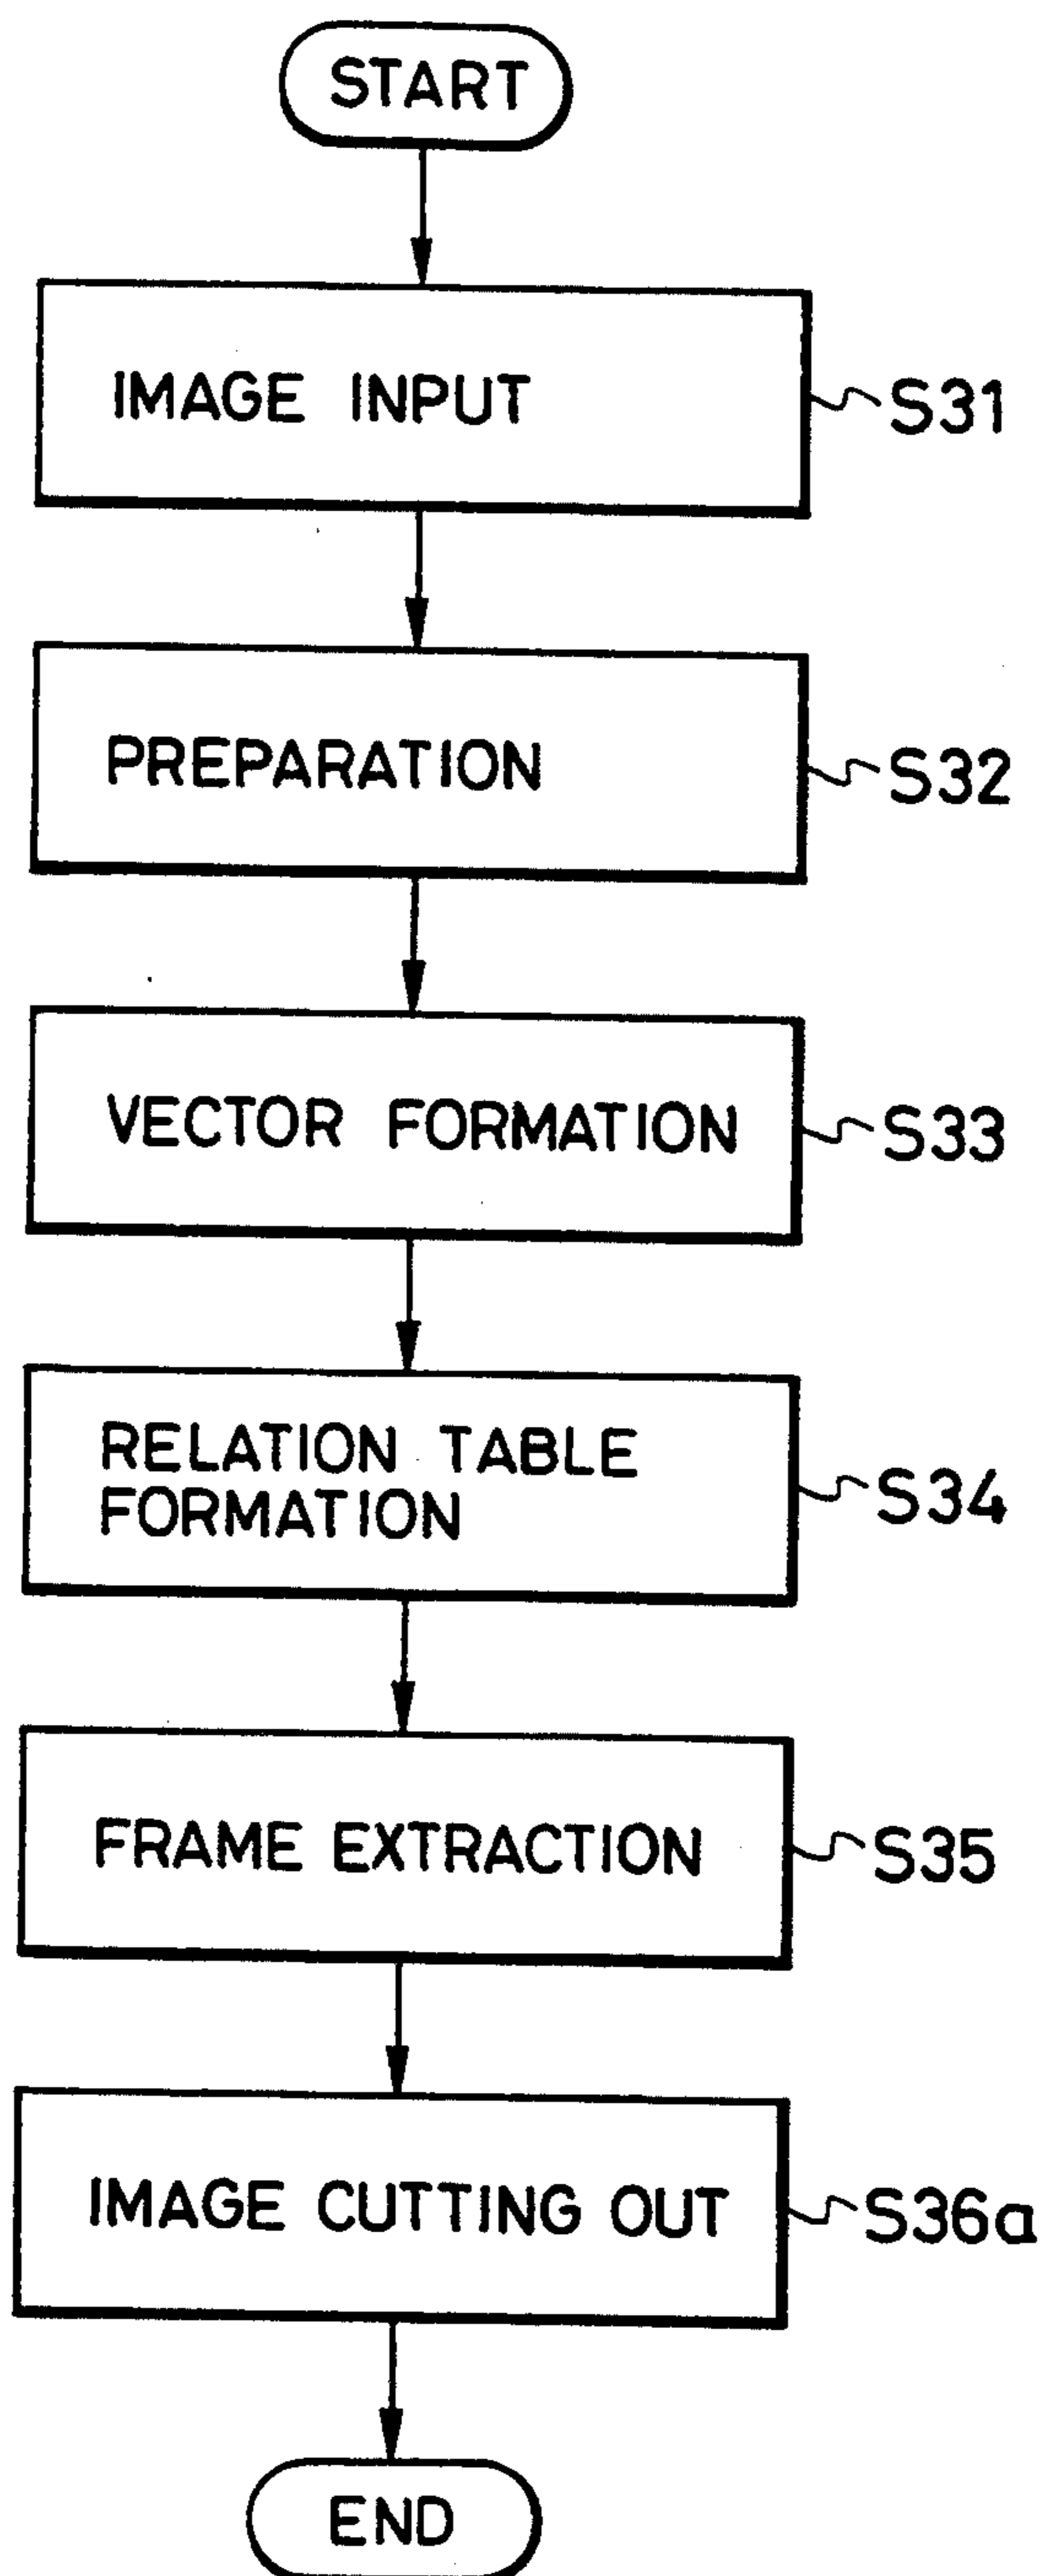 START
IMAGE INPUT
S31
PREPARATION
S32
VECTOR FORMATION
S33
RELATION TABLE
FORMATION
S34
FRAME EXTRACTION
S35
IMAGE CUTTING OUT
S36a
END